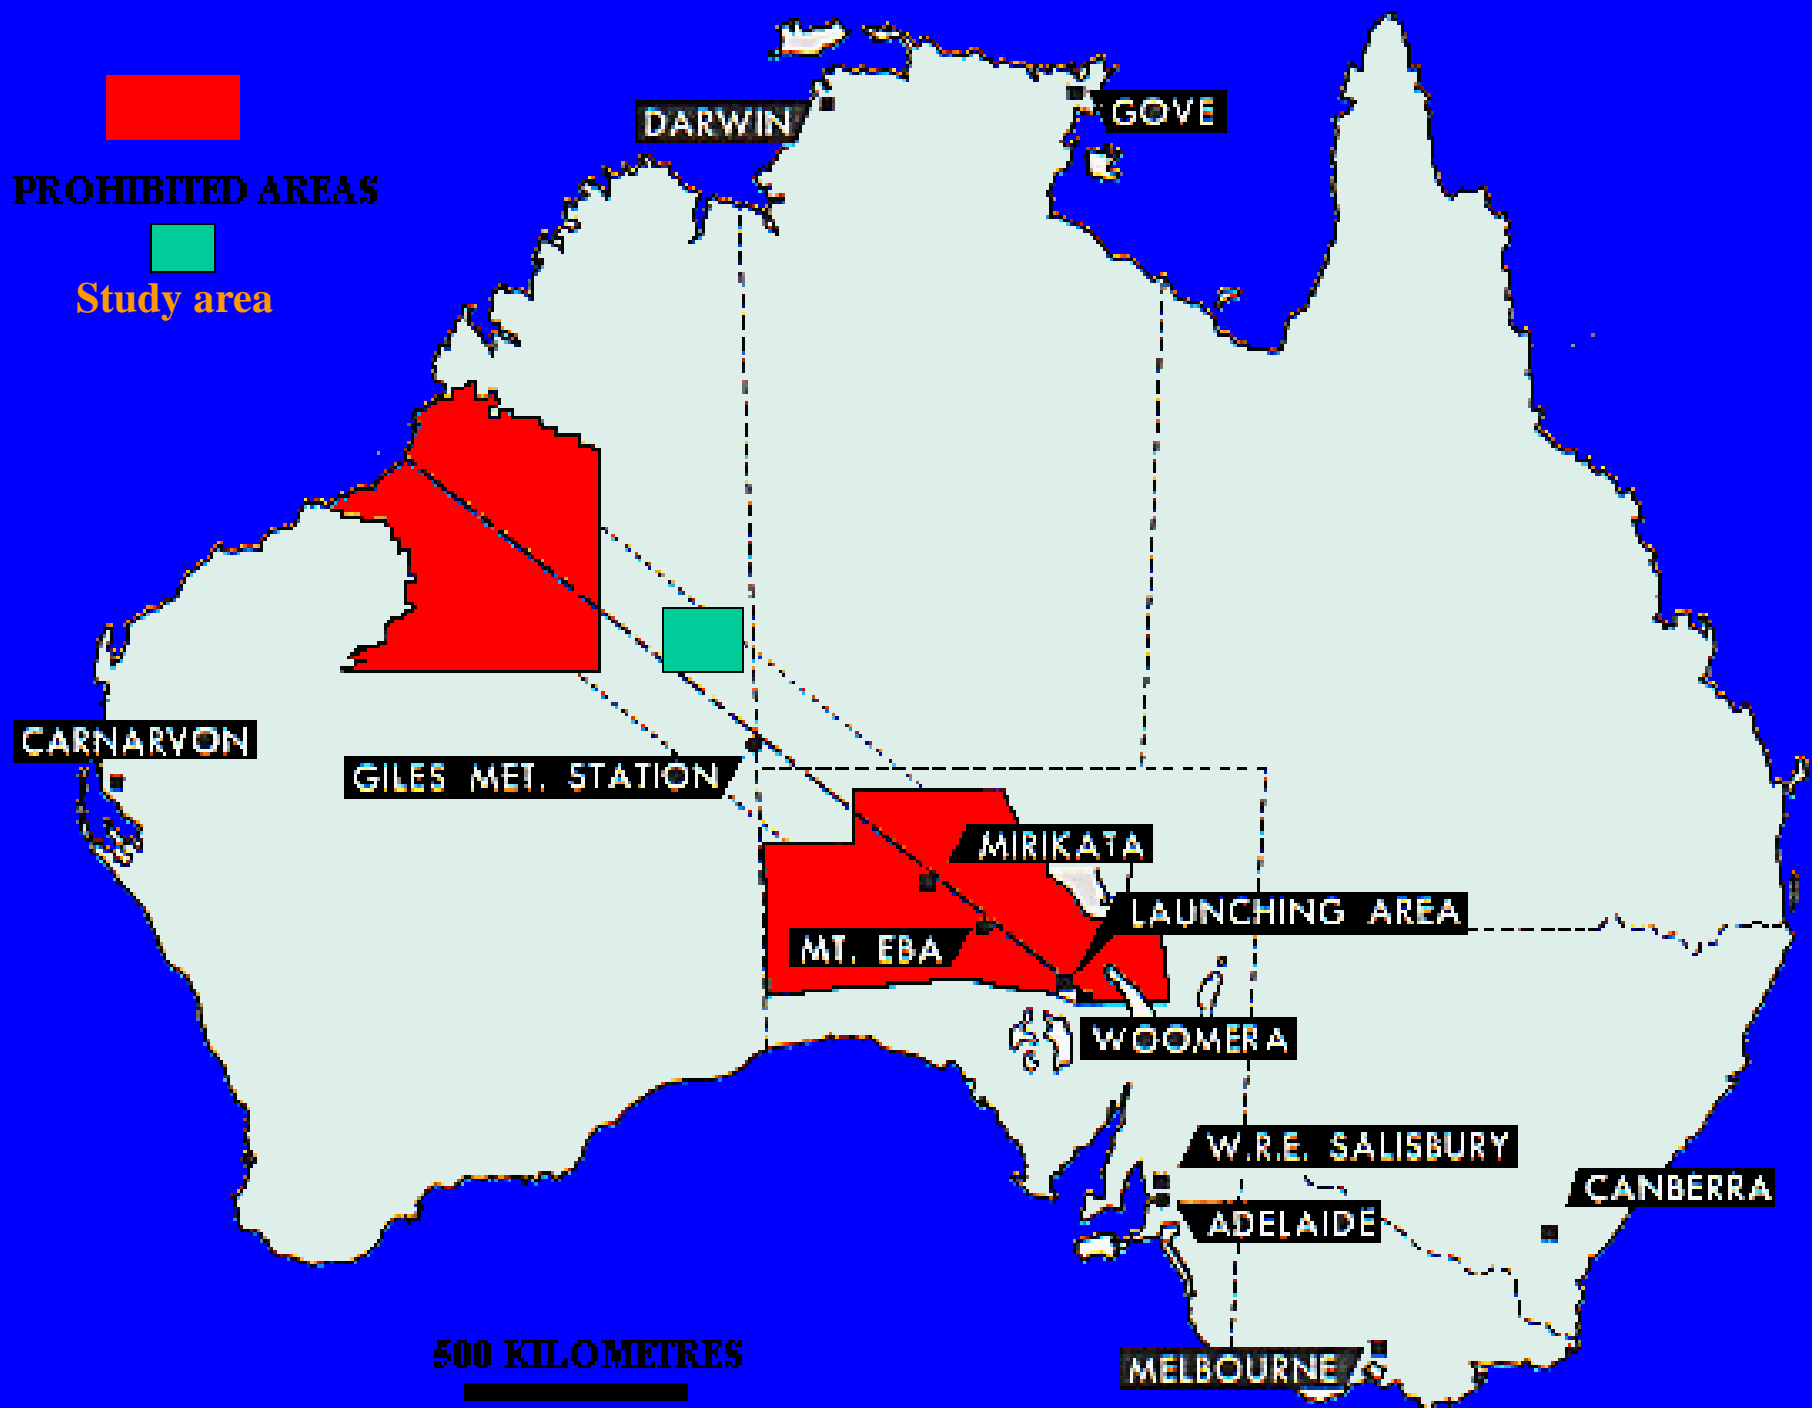 DARWIN
GOVE
PROHIBITED AREAS
Study area
CARNARVON
GILES MET. STATION
MIRIKATA
LAUNCHING AREA
MT. EBA
WOOMERA
W.R.E. SALISBURY
CANBERRA
ADELAIDE
500 KILOMETRES
MELBOURNE